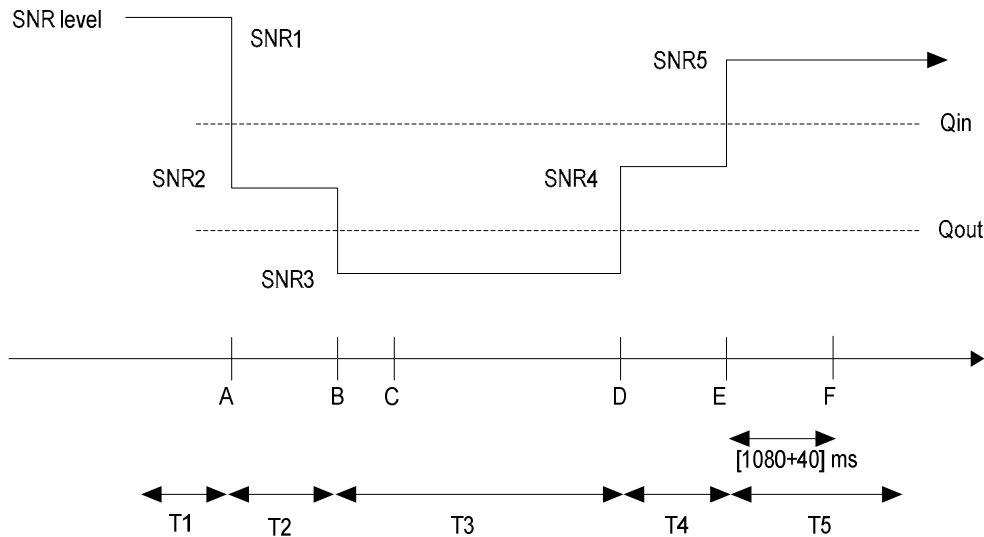 SNR level
SNR1
SNR5
Qin
SNR2
SNR4
Qout
SNR3
A B C D E F
[1080+40] ms
T1 T2 T3 T4 T5